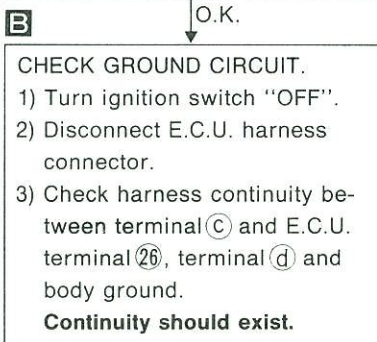 B
O.K.
CHECK GROUND CIRCUIT.
1) Turn ignition switch "OFF".
2) Disconnect E.C.U. harness
connector.
3) Check harness continuity be-
tween terminal ⓒ and E.C.U.
terminal ㉖, terminal ⓓ and
body ground.
Continuity should exist.